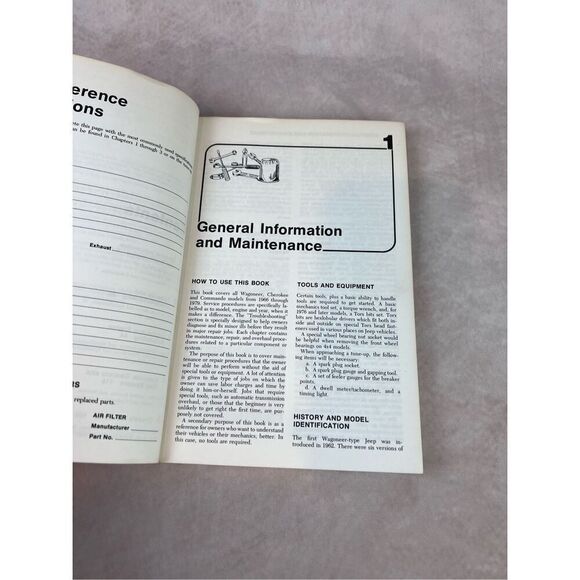 erence
ions
ete this page with the most commonly used specifications
can be found in Chapters 1 through 3 or on the
Exhaust
RS
replaced parts.
AIR FILTER
Manufacturer
Part No.
1
General Information
and Maintenance
HOW TO USE THIS BOOK
This book covers all Wagoneer, Cherokee
and Commando models from 1966 through
1979. Service procedures are specifically la-
belled as to model, engine and year, when it
makes a difference. The "Troubleshooting"
section is specially designed to help owners
diagnose and fix minor ills before they result
in major repair jobs. Each chapter contains
the maintenance, repair, and overhaul proce-
dures related to a particular component or
system.
The purpose of this book is to cover main-
tenance or repair procedures that the owner
will be able to perform without the aid of
special tools or equipment. A lot of attention
is given to the type of jobs on which the
owner can save labor charges and time by
doing it him-or-herself. Jobs that require
special tools, such as automatic transmission
overhaul, or those that the beginner is very
unlikely to get right the first time, are pur-
posely not covered.
A secondary purpose of this book is as a
reference for owners who want to understand
their vehicles or their mechanics, better. In
this case, no tools are required.
TOOLS AND EQUIPMENT
Certain tools, plus a basic ability to handle
tools are required to get started. A basic
mechanics tool set, a torque wrench, and, for
1976 and later models, a Torx bits set. Torx
bits are hexlobular drivers which fit both in-
side and outside on special Torx head fasten-
ers used in various places on Jeep vehicles.
A special wheel bearing nut socket would
be helpful when removing the front wheel
bearings on 4x4 models.
When approaching a tune-up, the follow-
ing items will be necessary:
a. A spark plug socket.
b. A spark plug gauge and gapping tool.
c. A set of feeler gauges for the breaker
points.
d. A dwell meter/tachometer, and a
timing light.
HISTORY AND MODEL
IDENTIFICATION
The first Wagoneer-type Jeep was in-
troduced in 1962. There were six versions of